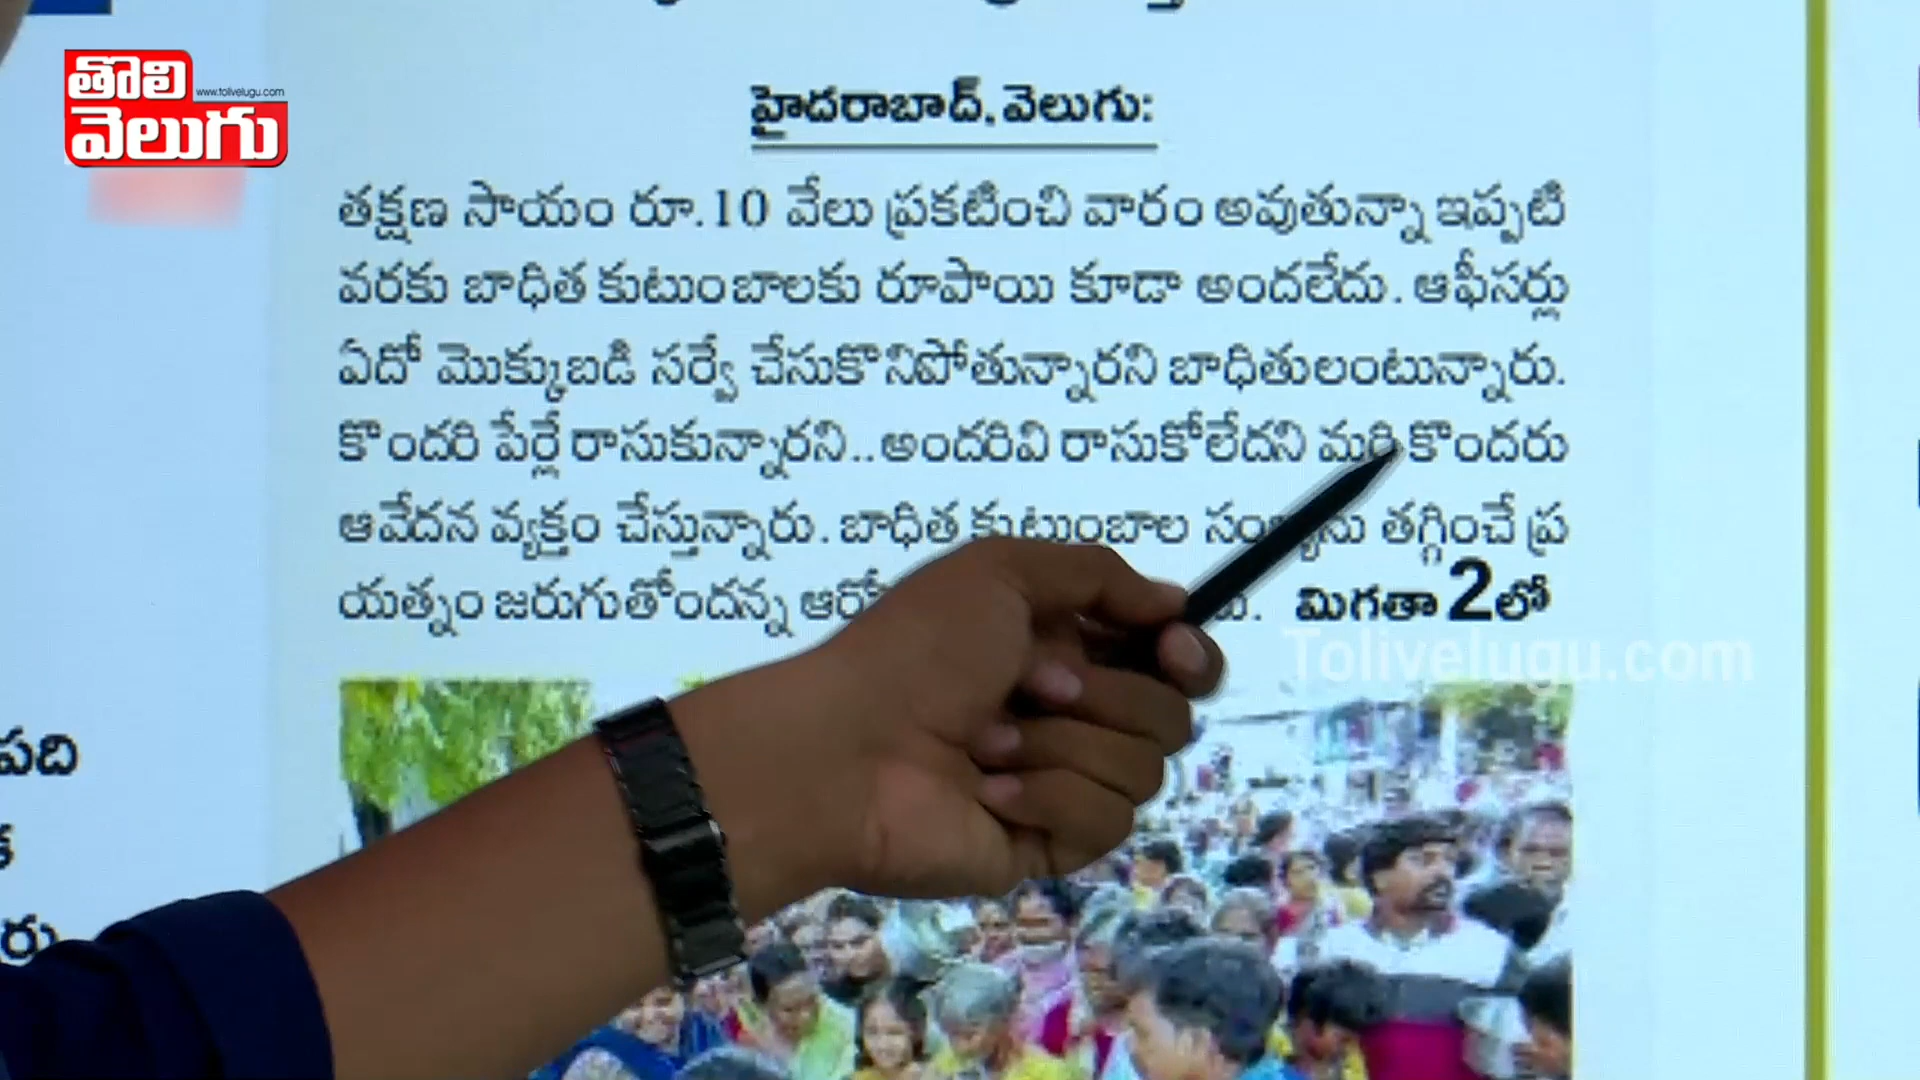 తొలి
వెలుగు
www.tolivelugu.com
హైదరాబాద్, వెలుగు:
తక్షణ సాయం రూ.10 వేలు ప్రకటించి వారం అవుతున్నా ఇప్పటి
వరకు బాధిత కుటుంబాలకు రూపాయి కూడా అందలేదు. ఆఫీసర్లు
ఏదో మొక్కుబడి సర్వే చేసుకొనిపోతున్నారని బాధితులంటున్నారు.
కొందరి పేర్లే రాసుకున్నారని..అందరివి రాసుకోలేదని మరి కొందరు
ఆవేదన వ్యక్తం చేస్తున్నారు. బాధిత కుటుంబాల సంఖ్యను తగ్గించే ప్ర
యత్నం జరుగుతోందన్న మిగతా 2లో
Tolivelugu.com
పది